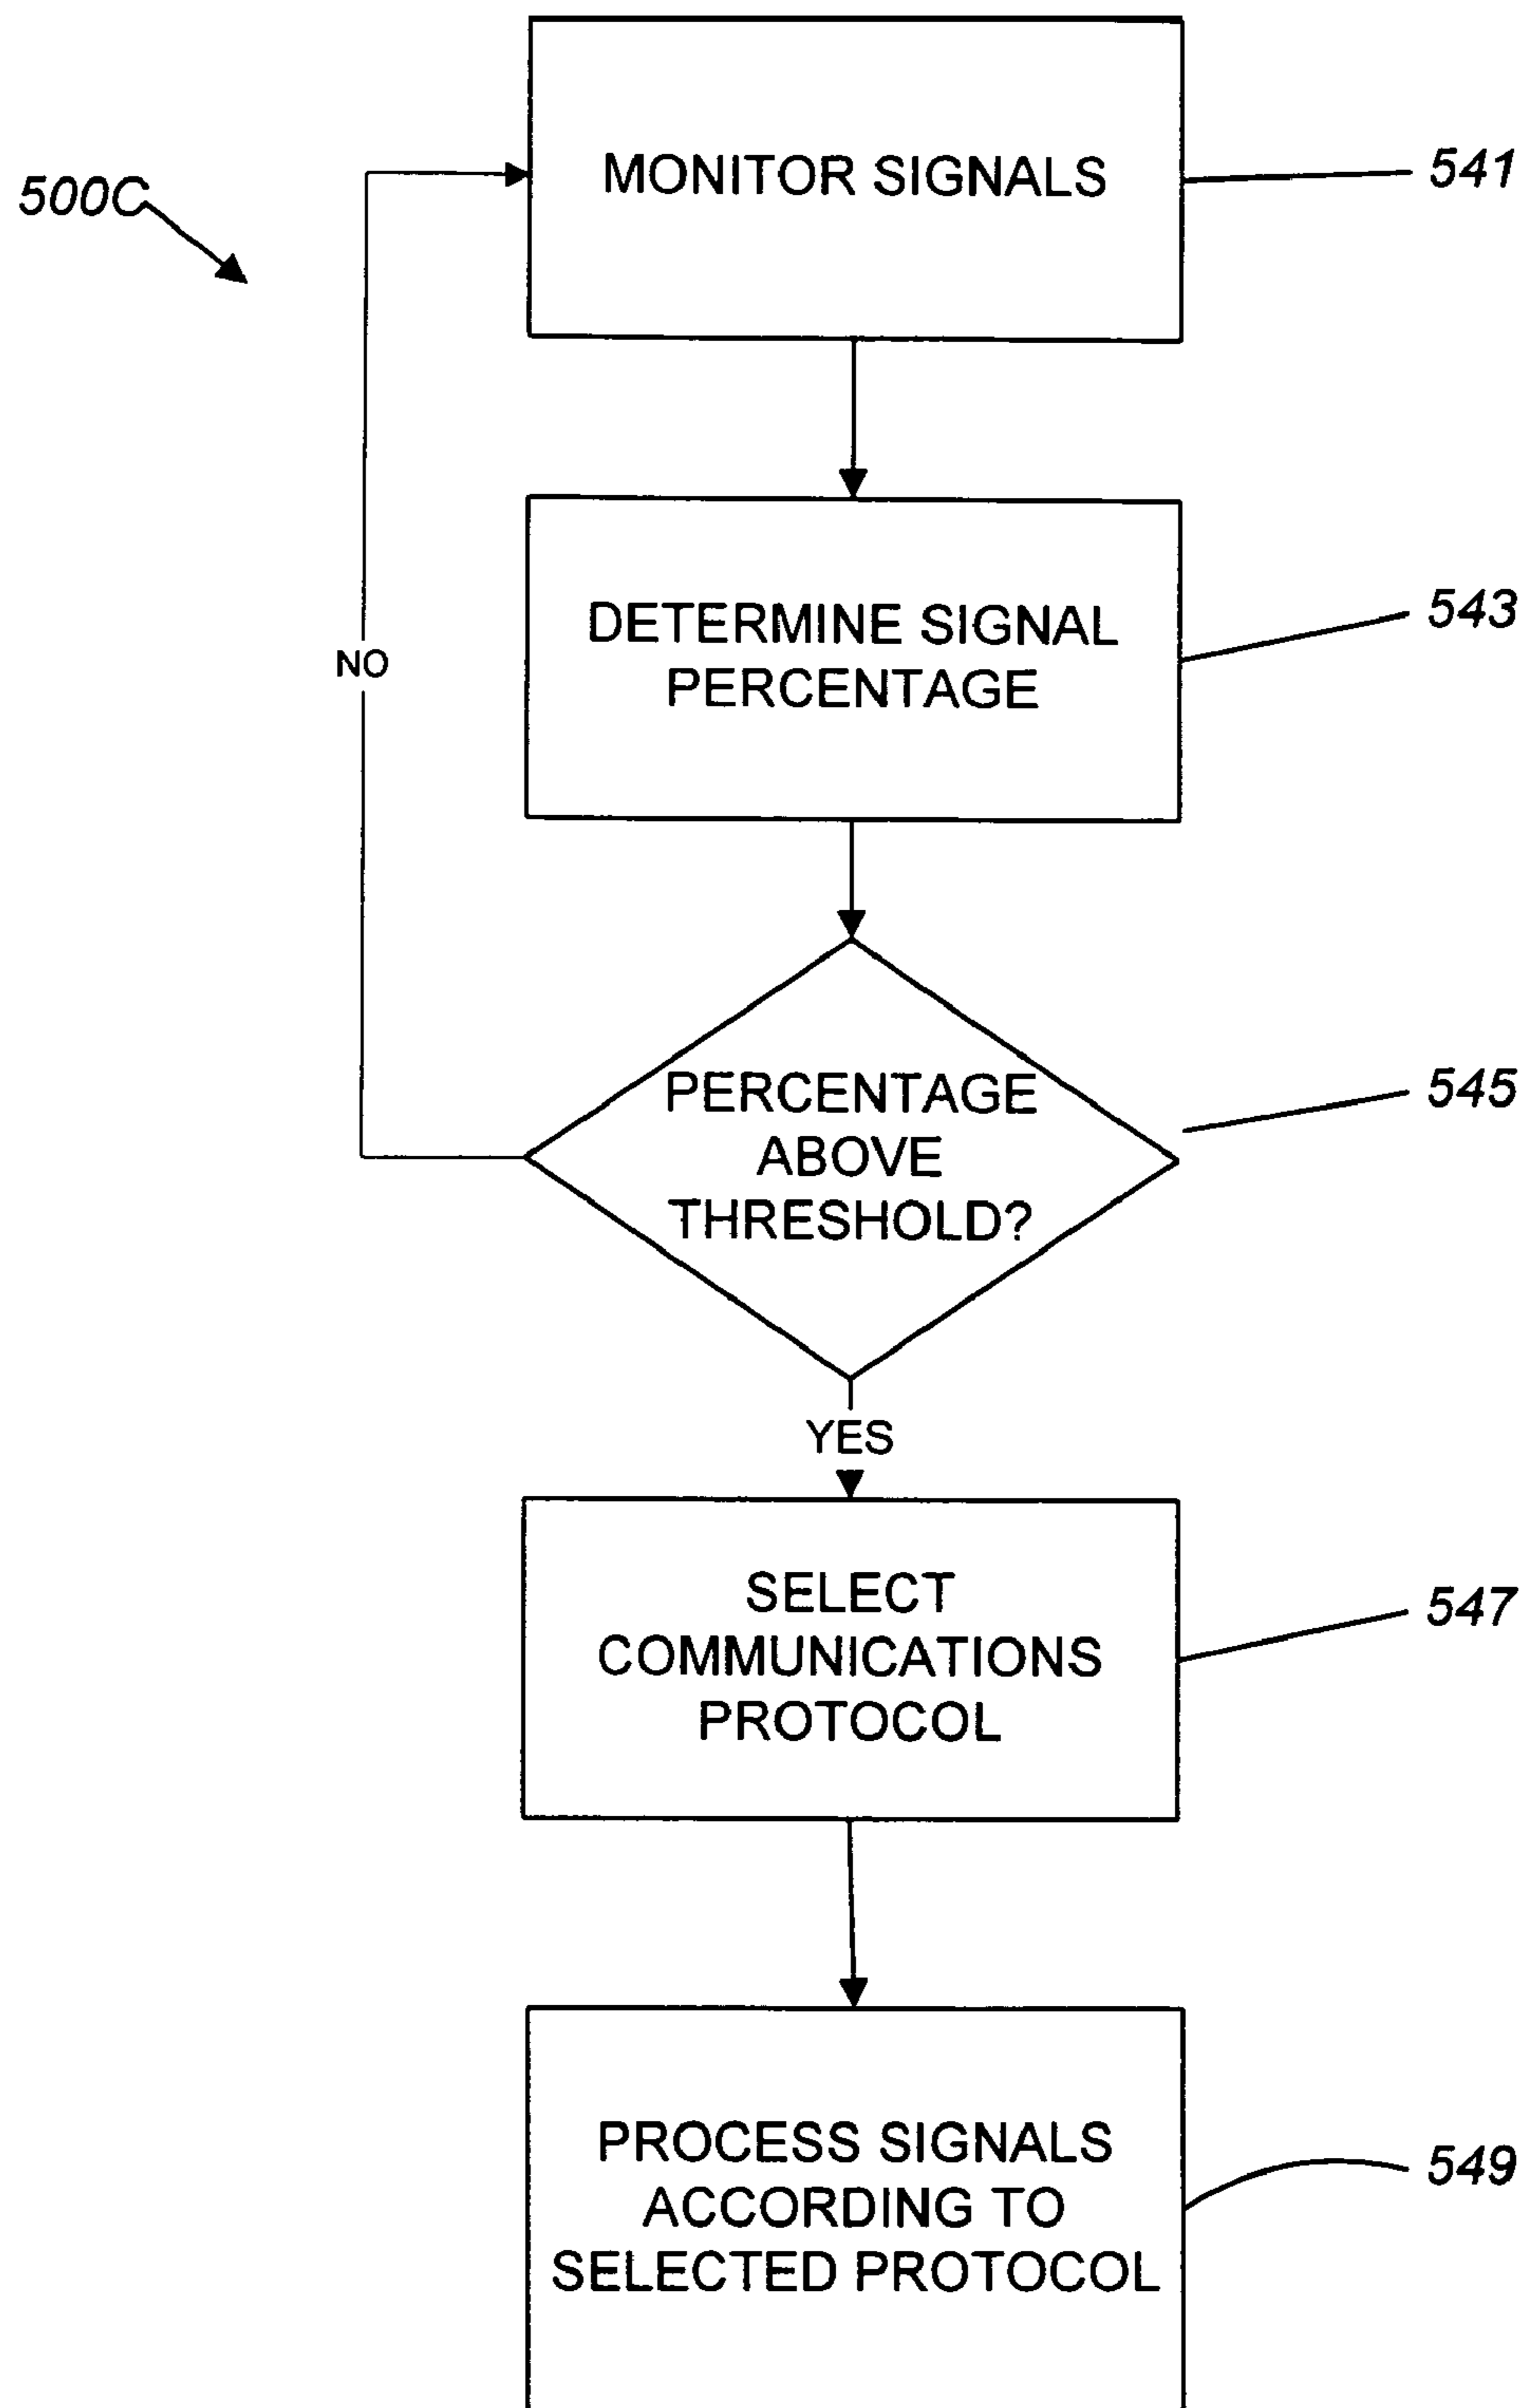 500C
MONITOR SIGNALS
541
DETERMINE SIGNAL
PERCENTAGE
543
NO
PERCENTAGE
ABOVE
THRESHOLD?
545
YES
SELECT
COMMUNICATIONS
PROTOCOL
547
PROCESS SIGNALS
ACCORDING TO
SELECTED PROTOCOL
549